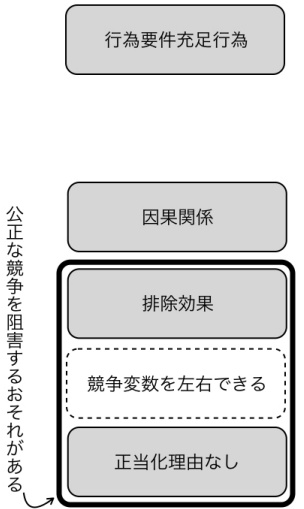 行為要件充足行為
因果関係
排除効果
競争変数を左右できる
正当化理由なし
公正な競争を阻害するおそれがある